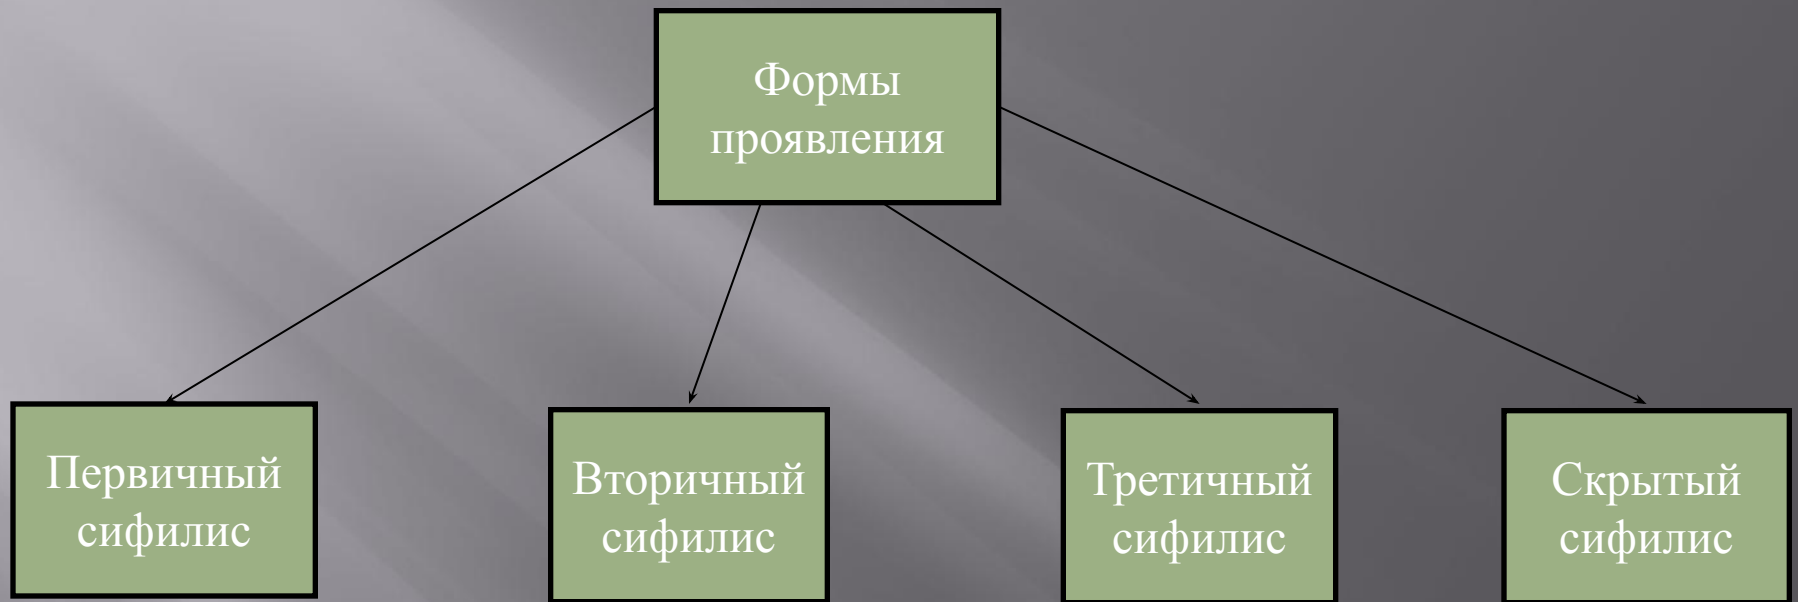 Формы
проявления
Первичный
сифилис
Вторичный
сифилис
Третичный
сифилис
Скрытый
сифилис